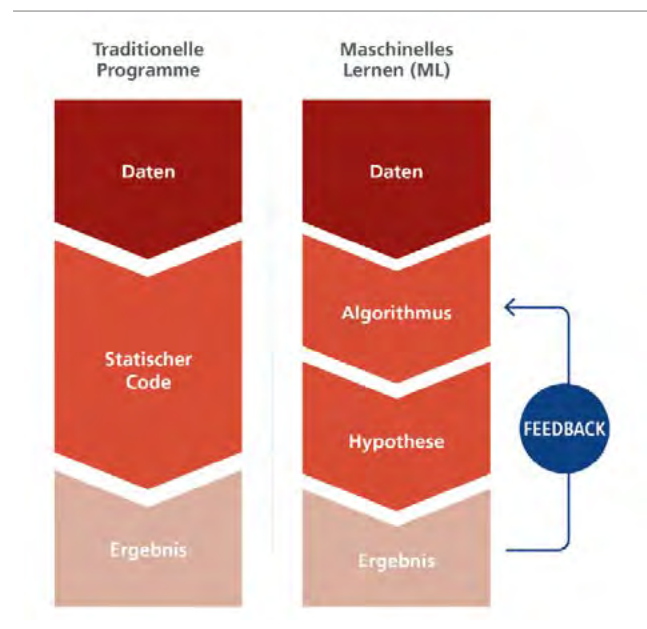 Traditionelle
Programme
Daten
Statischer
Code
Ergebnis
Maschinelles
Lernen (ML)
Daten
Algorithmus
Hypothese
Ergebnis
FEEDBACK